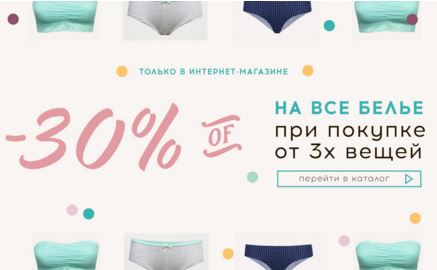 ТОЛЬКО В ИНТЕРНЕТ-МАГАЗИНЕ
-30% OF
НА ВСЕ БЕЛЬЕ
при покупке
от 3х вещей
перейти в каталог